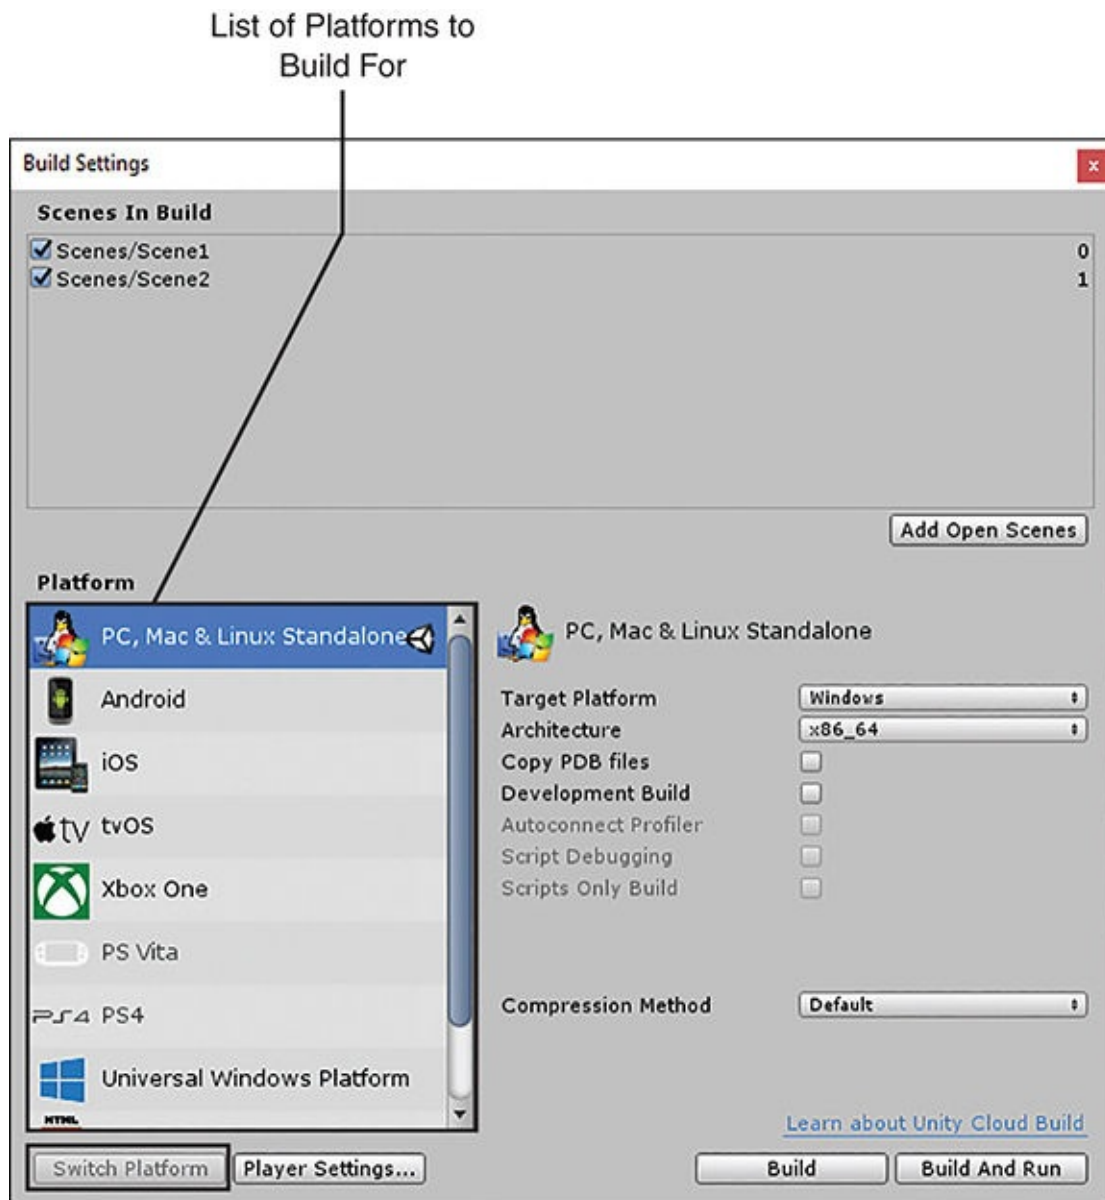 List of Platforms to
Build For
Build Settings
x
Scenes In Build
Scenes/Scene1 0
Scenes/Scene2 1
Add Open Scenes
Platform
PC, Mac & Linux Standalone
Android
iOS
tv tvOS
Xbox One
PS Vita
PS4 PS4
Universal Windows Platform
HTML
PC, Mac & Linux Standalone
Target Platform Windows
Architecture x86_64
Copy PDB files
Development Build
Autoconnect Profiler
Script Debugging
Scripts Only Build
Compression Method Default
Learn about Unity Cloud Build
Switch Platform Player Settings... Build Build And Run